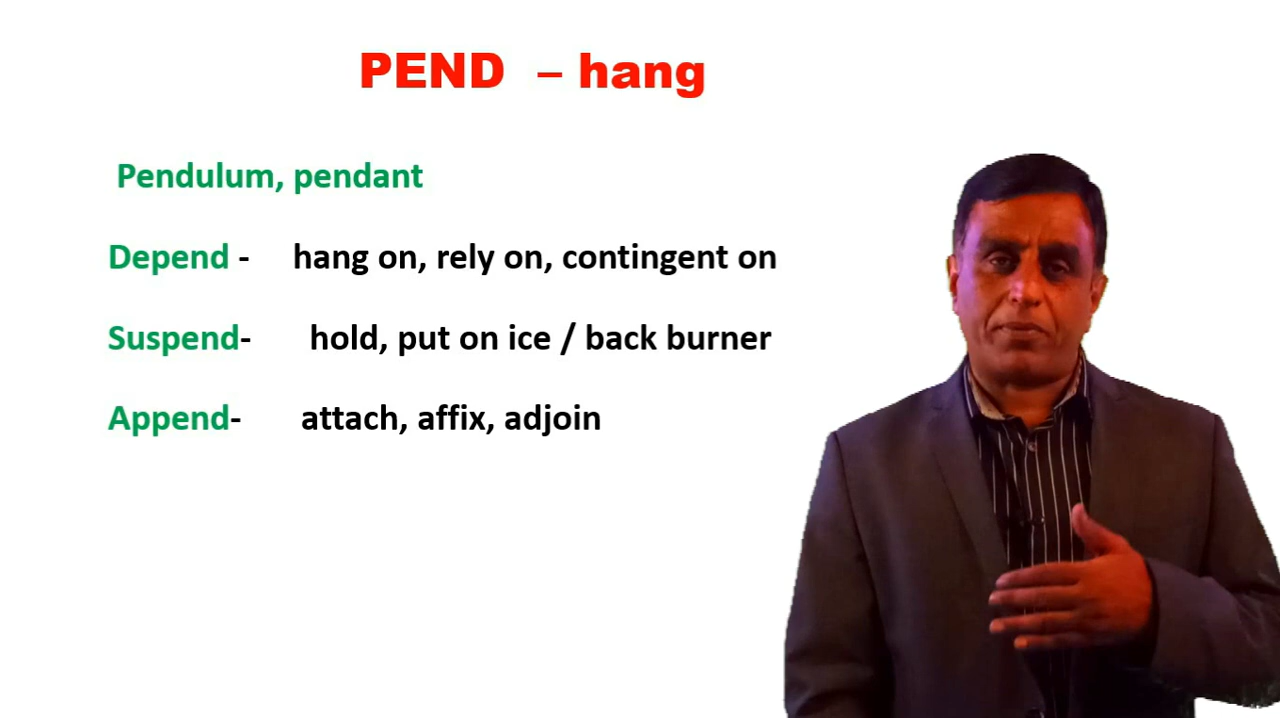 PEND – hang
Pendulum, pendant
Depend - hang on, rely on, contingent on
Suspend- hold, put on ice / back burner
Append- attach, affix, adjoin